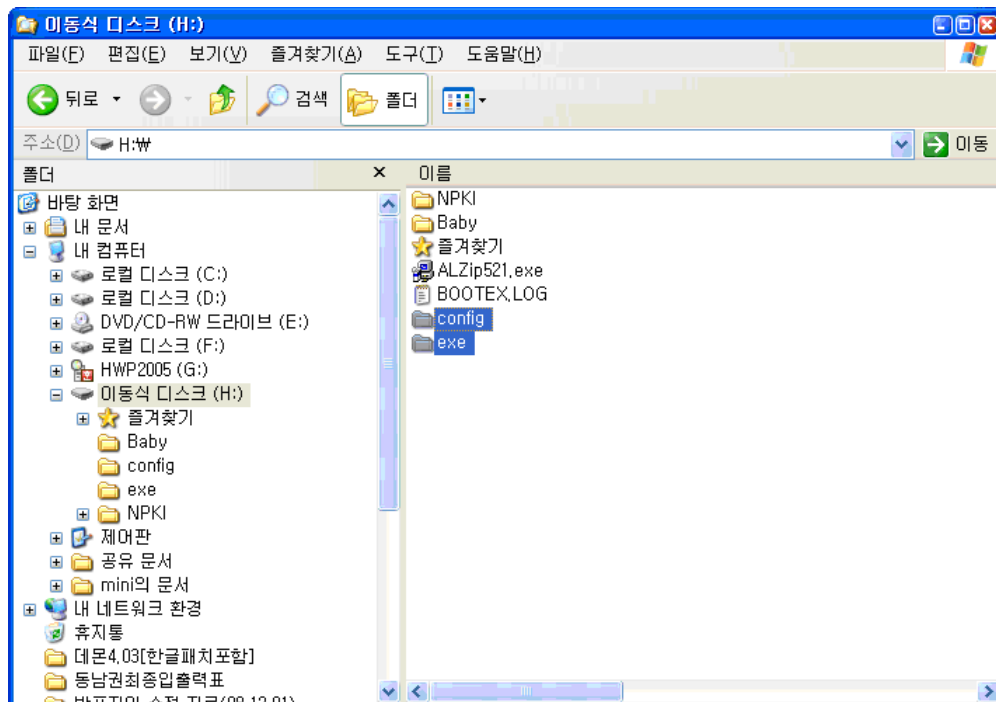 이동식 디스크 (H:)
파일(F) 편집(E) 보기(V) 즐겨찾기(A) 도구(T) 도움말(H)
뒤로 검색 폴더
주소(D) H:₩ 이동
폴더 × 이름
바탕 화면
내 문서
내 컴퓨터
로컬 디스크 (C:)
로컬 디스크 (D:)
DVD/CD-RW 드라이브 (E:)
로컬 디스크 (F:)
HWP2005 (G:)
이동식 디스크 (H:)
즐겨찾기
Baby
config
exe
NPKI
제어판
공유 문서
mini의 문서
내 네트워크 환경
휴지통
데몬4,03[한글패치포함]
동남권최종입출력표
NPKI
Baby
즐겨찾기
ALZip521,exe
BOOTEX,LOG
config
exe